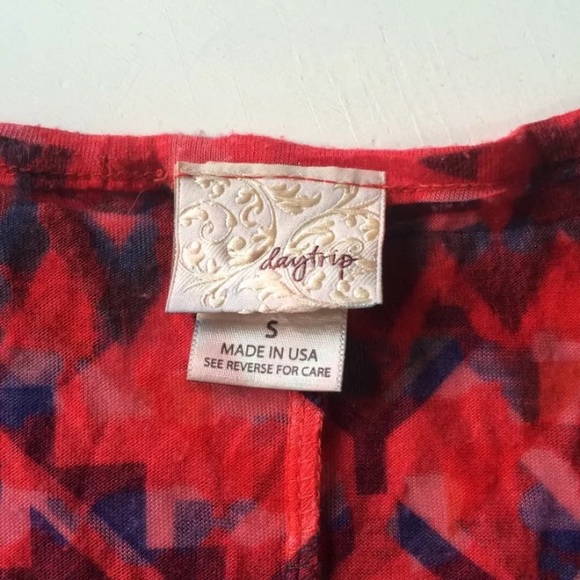 daytrip
S
MADE IN USA
SEE REVERSE FOR CARE